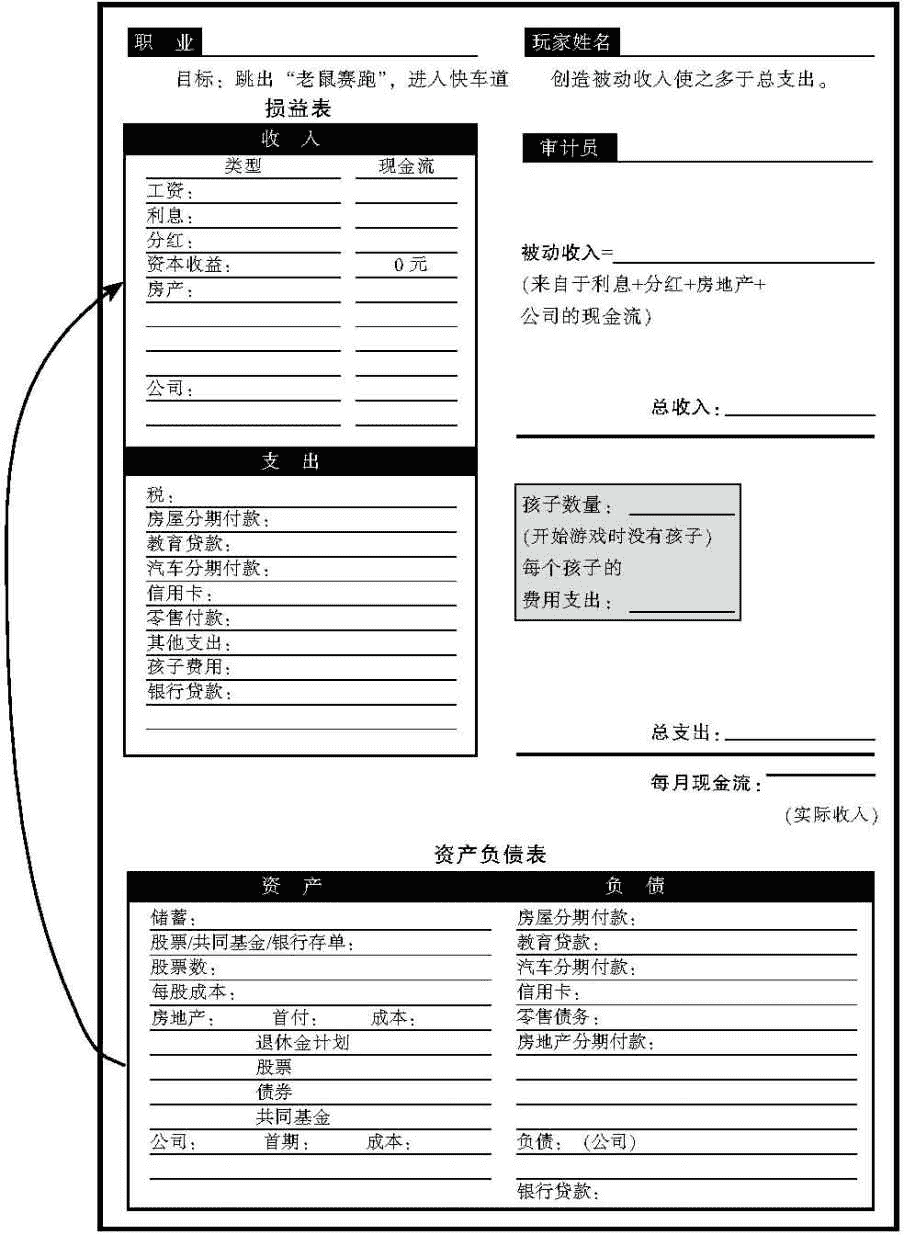 职 业
玩家姓名
目标：跳出“老鼠赛跑”，进入快车道 创造被动收入使之多于总支出。
损益表
收 入
类型 现金流
工资：
利息：
分红：
资本收益： 0 元
房产：
公司：
审计员
被动收入=
(来自于利息+分红+房地产+
公司的现金流)
总收入：
支 出
税：
房屋分期付款：
教育贷款：
汽车分期付款：
信用卡：
零售付款：
其他支出：
孩子费用：
银行贷款：
孩子数量：
(开始游戏时没有孩子)
每个孩子的
费用支出：
总支出：
每月现金流：
(实际收入)
资产负债表
资 产
储蓄：
股票/共同基金/银行存单：
股票数：
每股成本：
房地产： 首付： 成本：
退休金计划
股票
债券
共同基金
公司： 首期： 成本：
负 债
房屋分期付款：
教育贷款：
汽车分期付款：
信用卡：
零售债务：
房地产分期付款：
负债：(公司)
银行贷款：